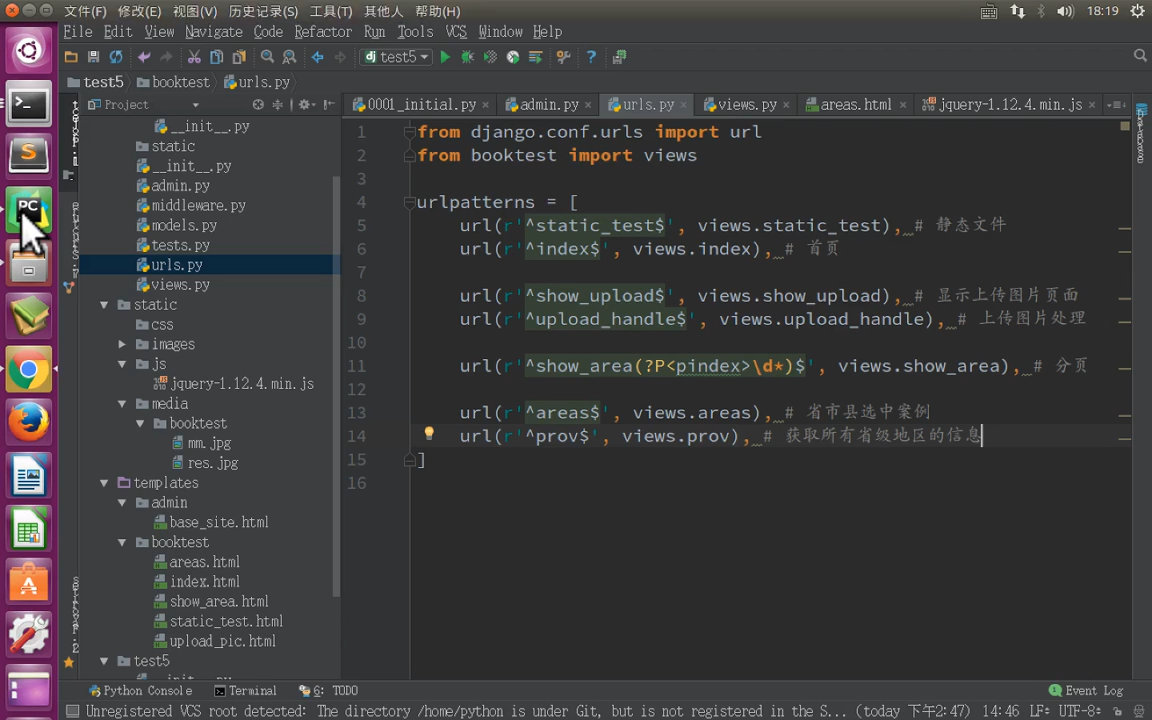 文件(F) 修改(E) 视图(V) 历史记录(S) 工具(T) 其他人 帮助(H) 18:19
File Edit View Navigate Code Refactor Run Tools VCS Window Help
dj test5
test5 booktest urls.py
Project
0001_initial.py × admin.py × urls.py × views.py × areas.html × jquery-1.12.4.min.js ×
__init__.py
static
__init__.py
admin.py
middleware.py
models.py
tests.py
urls.py
views.py
static
css
images
js
jquery-1.12.4.min.js
media
booktest
mm.jpg
res.jpg
templates
admin
base_site.html
booktest
areas.html
index.html
show_area.html
static_test.html
upload_pic.html
test5
1 from django.conf.urls import url
2 from booktest import views
3
4 urlpatterns = [
5 url(r'^static_test$', views.static_test), # 静态文件
6 url(r'^index$', views.index), # 首页
7
8 url(r'^show_upload$', views.show_upload), # 显示上传图片页面
9 url(r'^upload_handle$', views.upload_handle), # 上传图片处理
10
11 url(r'^show_area(?P<pindex>\d*)$', views.show_area), # 分页
12
13 url(r'^areas$', views.areas), # 省市县选中案例
14 url(r'^prov$', views.prov), # 获取所有省级地区的信息
15 ]
16
Python Console Terminal 6: TODO Event Log
Unregistered VCS root detected: The directory /home/python is under Git, but is not registered in the S... (today 下午2:47) 14:46 LF÷ UTF-8÷